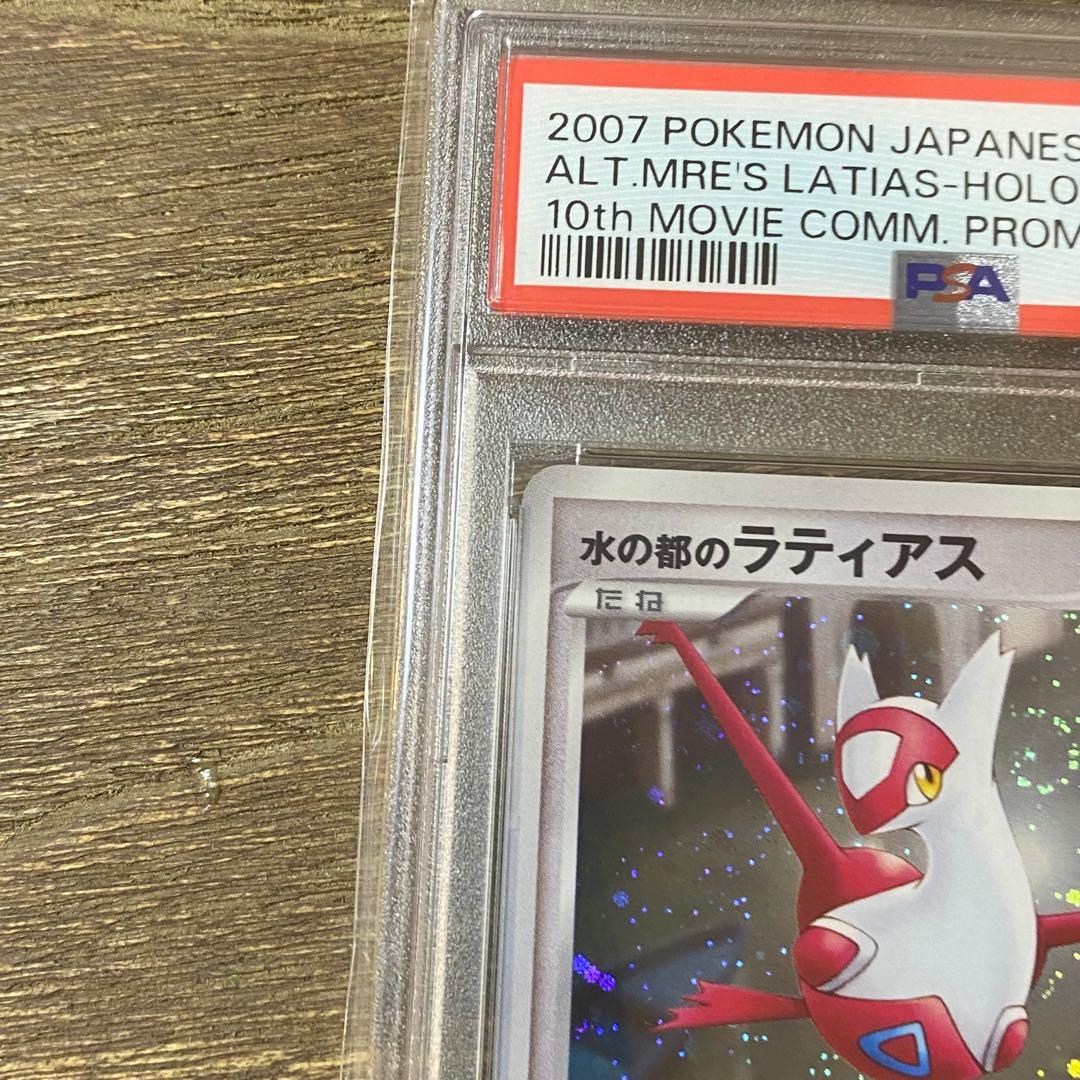 2007 POKEMON JAPANES
ALT.MRE'S LATIAS-HOLO
10th MOVIE COMM. PROM
PSA
水の都のラティアス
たね